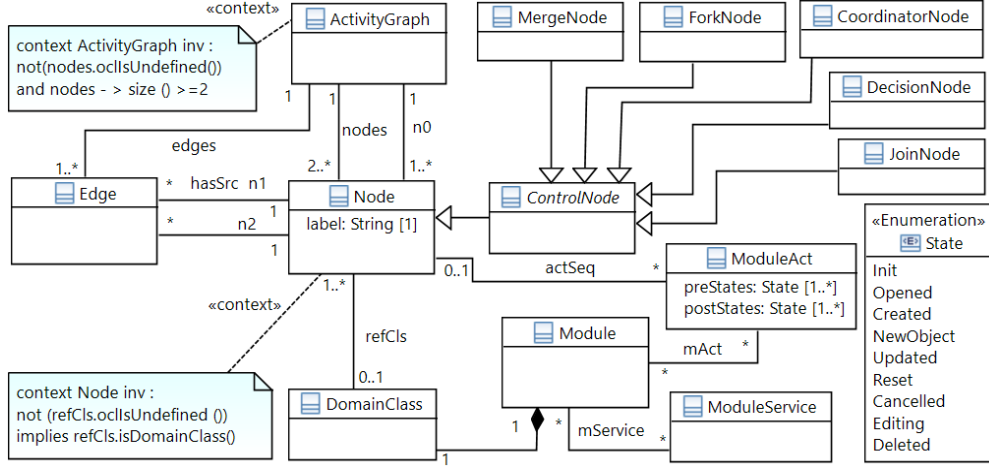 «context»
ActivityGraph
MergeNode
ForkNode
CoordinatorNode
context ActivityGraph inv :
not(nodes.oclIsUndefined())
and nodes - > size () >=2
DecisionNode
1
1
1
nodes
n0
edges
JoinNode
1..*
2..*
1..*
Edge
*
hasSrc
n1
1
Node
label: String [1]
ControlNode
*
n2
1
«Enumeration»
State
Init
Opened
Created
NewObject
Updated
Reset
Cancelled
Editing
Deleted
0..1
actSeq
*
ModuleAct
preStates: State [1..*]
postStates: State [1..*]
«context»
1..*
refCls
0..1
Module
mAct
*
*
context Node inv :
not (refCls.oclIsUndefined ())
implies refCls.isDomainClass()
DomainClass
1
1
*
mService
*
ModuleService